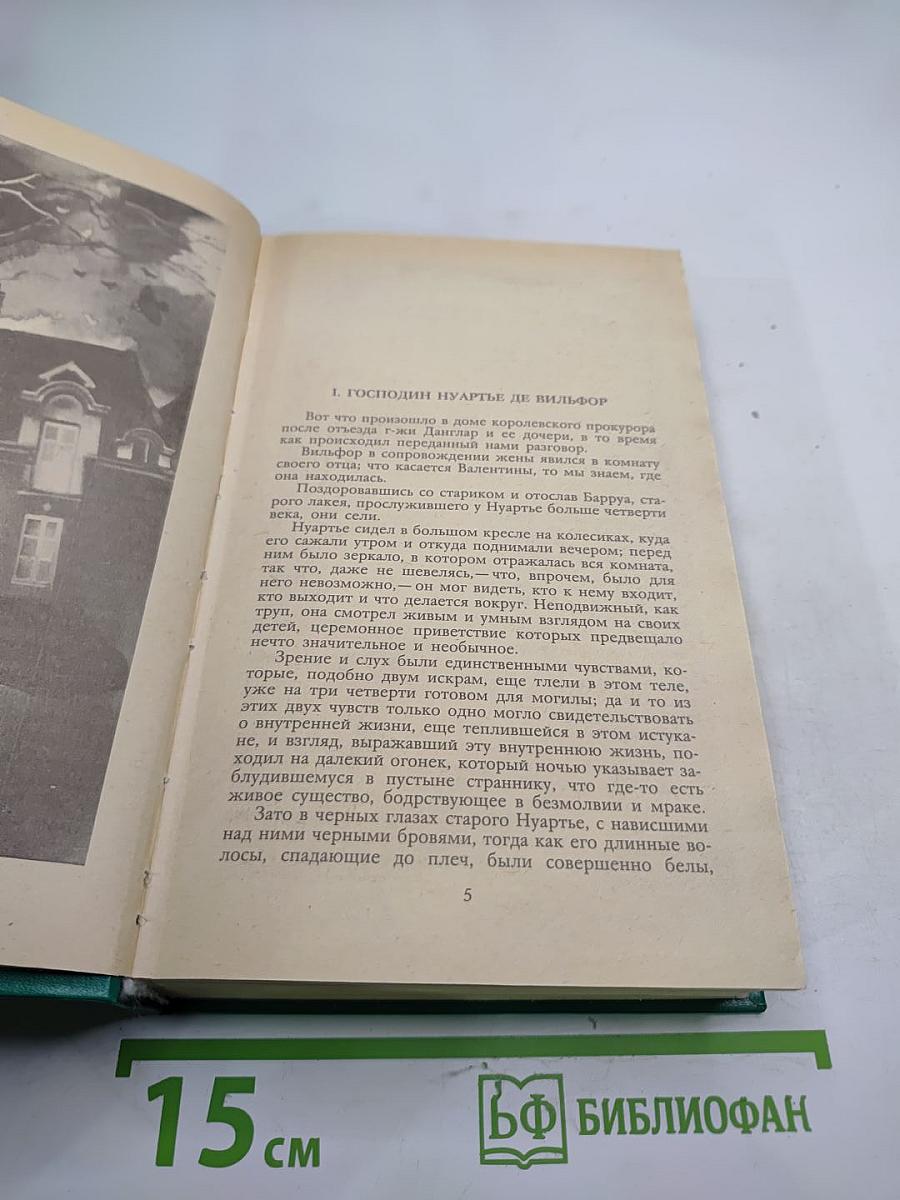 I. ГОСПОДИН НУАРТЬЕ ДЕ ВИЛЬФОР
Вот что произошло в доме королевского прокурора
после отъезда г-жи Данглар и ее дочери, в то время
как происходил переданный нами разговор.
Вильфор в сопровождении жены явился в комнату
своего отца; что касается Валентины, то мы знаем, где
она находилась.
Поздоровавшись со стариком и отослав Барруа, ста-
рого лакея, прослужившего у Нуартье больше четверти
века, они сели.
Нуартье сидел в большом кресле на колесиках, куда
его сажали утром и откуда поднимали вечером; перед
ним было зеркало, в котором отражалась вся комната,
так что, даже не шевелясь,— что, впрочем, было для
него невозможно,— он мог видеть, кто к нему входит,
кто выходит и что делается вокруг. Неподвижный, как
труп, она смотрел живым и умным взглядом на своих
детей, церемонное приветствие которых предвещало
нечто значительное и необычное.
Зрение и слух были единственными чувствами, ко-
торые, подобно двум искрам, еще тлели в этом теле,
уже на три четверти готовом для могилы; да и то из
этих двух чувств только одно могло свидетельствовать
о внутренней жизни, еще теплившейся в этом истука-
не, и взгляд, выражавший эту внутреннюю жизнь, по-
ходил на далекий огонек, который ночью указывает за-
блудившемуся в пустыне страннику, что где-то есть
живое существо, бодрствующее в безмолвии и мраке.
Зато в черных глазах старого Нуартье, с нависшими
над ними черными бровями, тогда как его длинные во-
лосы, спадающие до плеч, были совершенно белы,
5
15 см
БФ БИБЛИОФАН